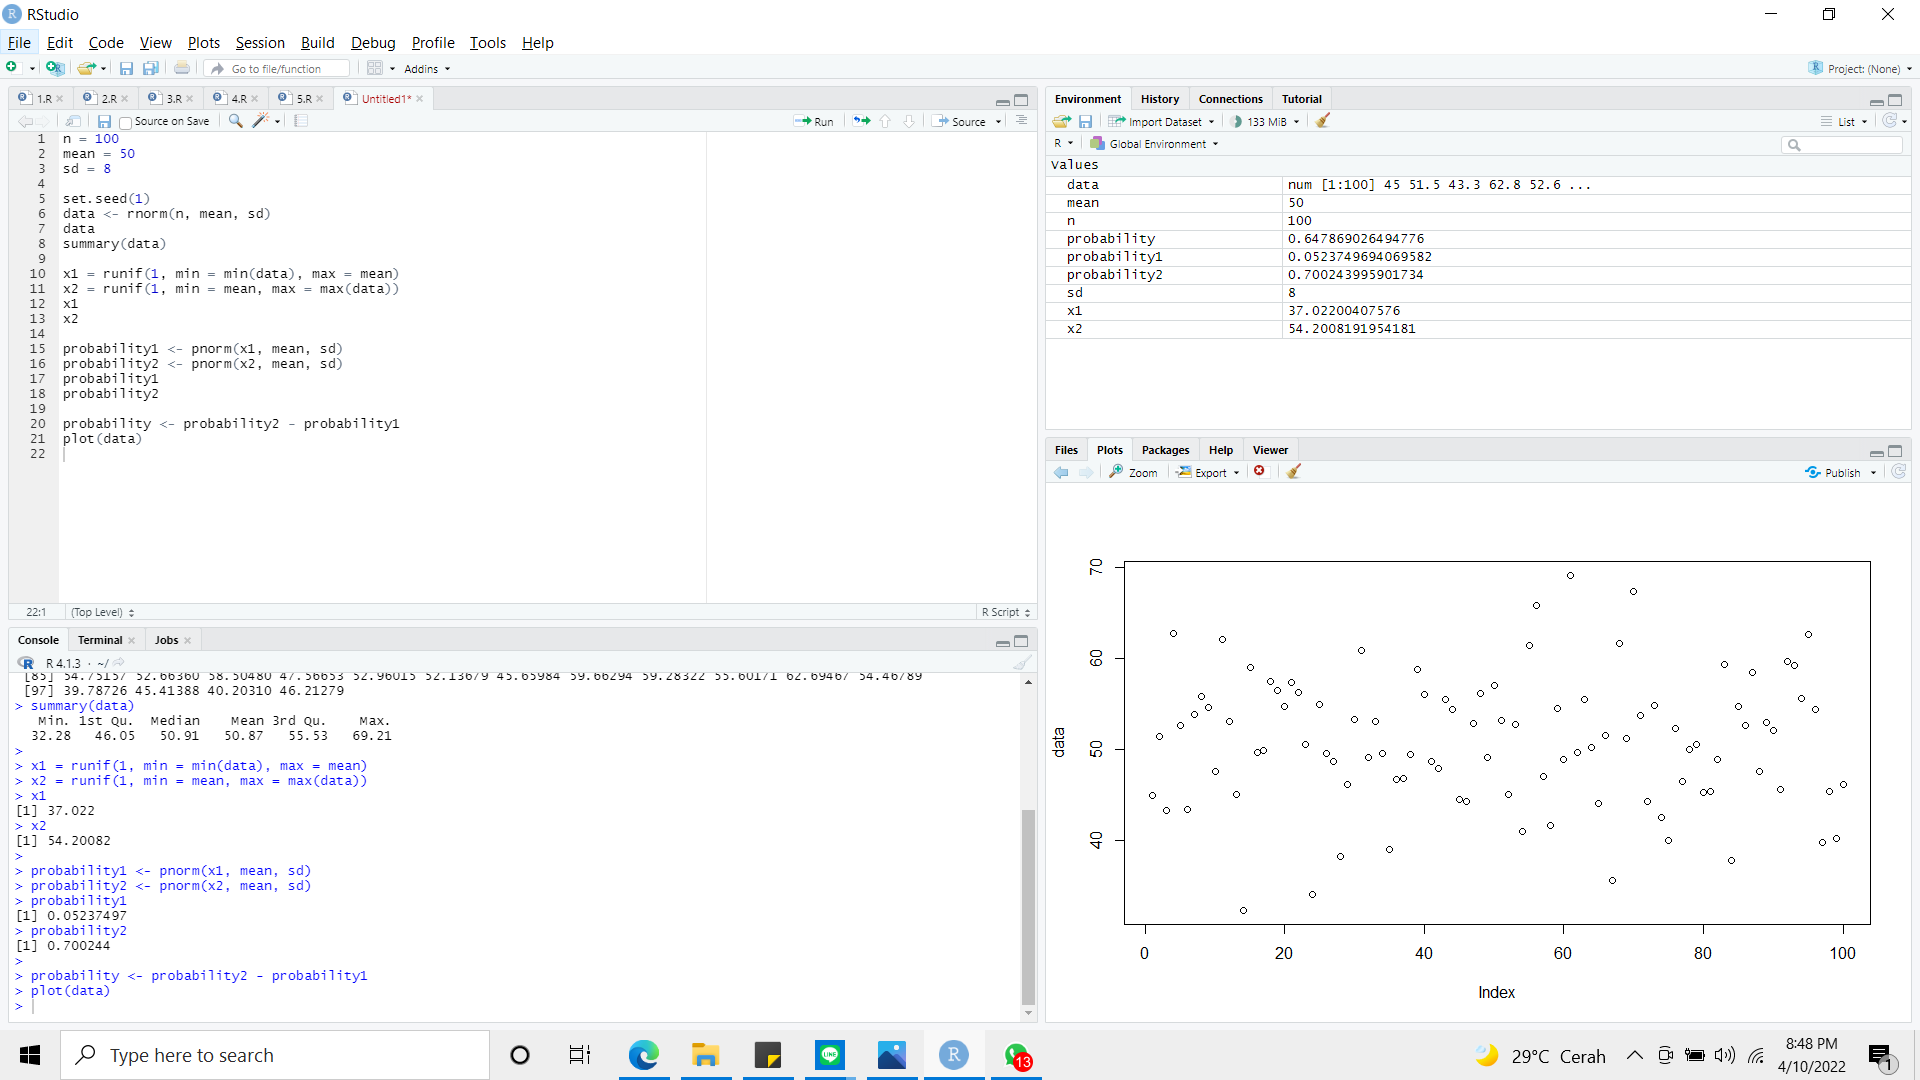 RStudio
File Edit Code View Plots Session Build Debug Profile Tools Help
Go to file/function Addins Project: (None)
1.R 2.R 3.R 4.R 5.R Untitled1*
Source on Save Run Source
1 n = 100
2 mean = 50
3 sd = 8
4
5 set.seed(1)
6 data <- rnorm(n, mean, sd)
7 data
8 summary(data)
9
10 x1 = runif(1, min = min(data), max = mean)
11 x2 = runif(1, min = mean, max = max(data))
12 x1
13 x2
14
15 probability1 <- pnorm(x1, mean, sd)
16 probability2 <- pnorm(x2, mean, sd)
17 probability1
18 probability2
19
20 probability <- probability2 - probability1
21 plot(data)
22
22:1 (Top Level) R Script
Console Terminal Jobs
R 4.1.3 · ~/
[85] 54.75157 52.66360 58.50480 47.56653 52.96015 52.13679 45.65984 59.66294 59.28322 55.60171 62.69467 54.46789
[97] 39.78726 45.41388 40.20310 46.21279
> summary(data)
Min. 1st Qu. Median Mean 3rd Qu. Max.
32.28 46.05 50.91 50.87 55.53 69.21
>
> x1 = runif(1, min = min(data), max = mean)
> x2 = runif(1, min = mean, max = max(data))
> x1
[1] 37.022
> x2
[1] 54.20082
>
> probability1 <- pnorm(x1, mean, sd)
> probability2 <- pnorm(x2, mean, sd)
> probability1
[1] 0.05237497
> probability2
[1] 0.700244
>
> probability <- probability2 - probability1
> plot(data)
>
Environment History Connections Tutorial
Import Dataset 133 MiB List
R Global Environment
Values
data num [1:100] 45 51.5 43.3 62.8 52.6 ...
mean 50
n 100
probability 0.647869026494776
probability1 0.0523749694069582
probability2 0.700243995901734
sd 8
x1 37.02200407576
x2 54.2008191954181
Files Plots Packages Help Viewer
Zoom Export Publish
70
60
50
40
data
0 20 40 60 80 100
Index
Type here to search
LINE
R
13
29°C Cerah
8:48 PM
4/10/2022
1